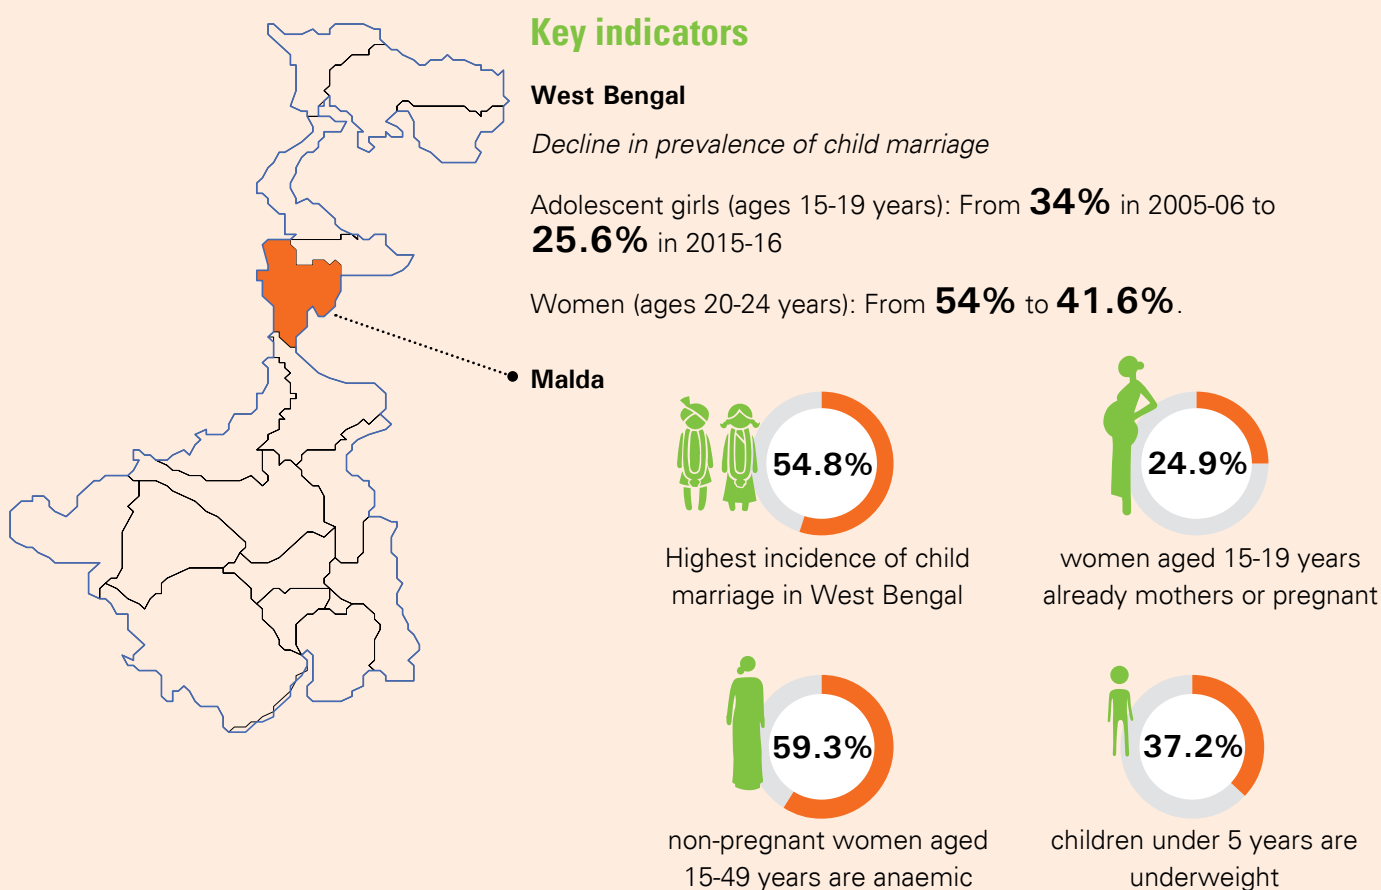 Key indicators
West Bengal
Decline in prevalence of child marriage
Adolescent girls (ages 15-19 years): From 34% in 2005-06 to
25.6% in 2015-16
Women (ages 20-24 years): From 54% to 41.6%.
Malda
54.8%
Highest incidence of child
marriage in West Bengal
24.9%
women aged 15-19 years
already mothers or pregnant
59.3%
non-pregnant women aged
15-49 years are anaemic
37.2%
children under 5 years are
underweight